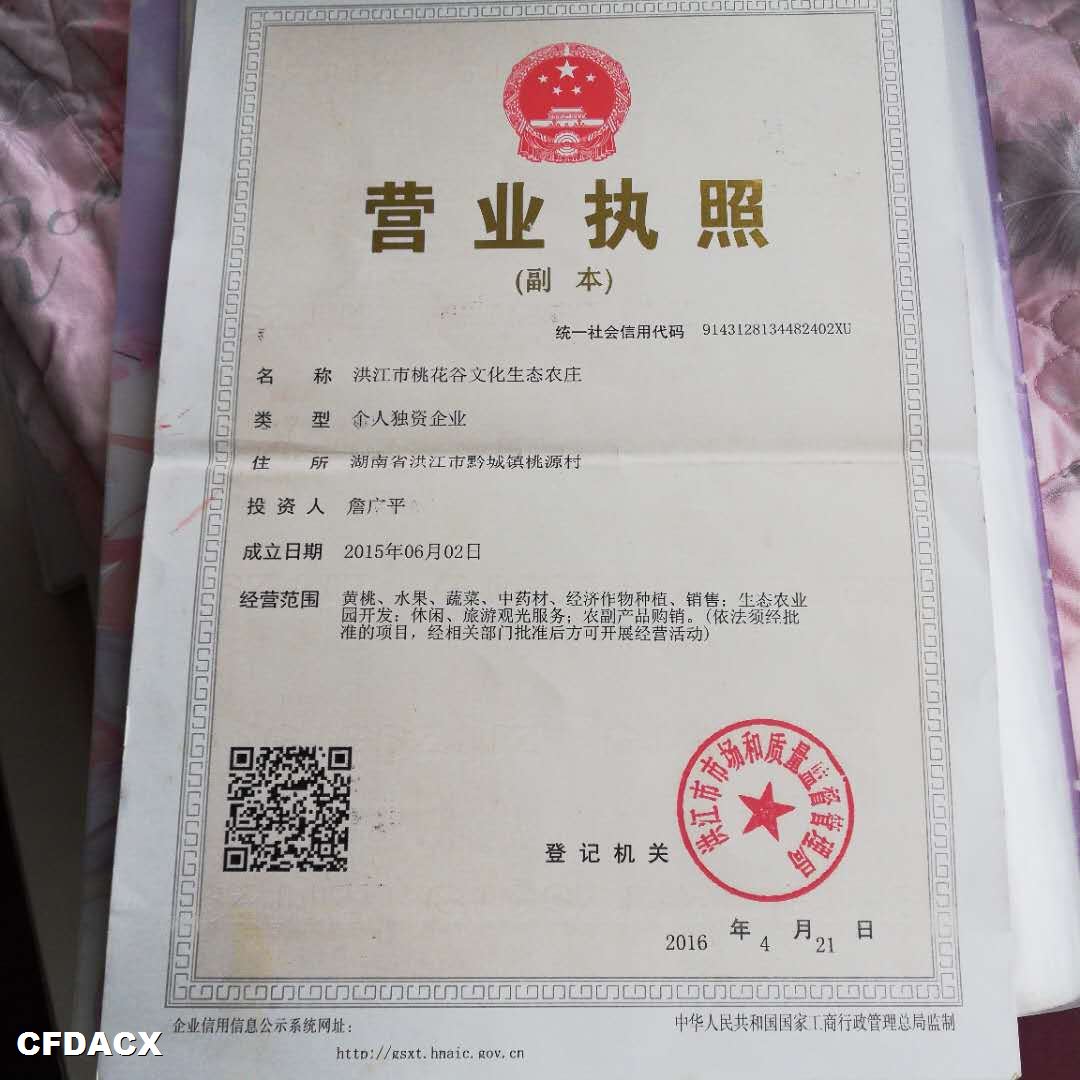 营业执照
(副 本)
统一社会信用代码 9143128134482402XU
名 称 洪江市桃花谷文化生态农庄
类 型 个人独资企业
住 所 湖南省洪江市黔城镇桃源村
投 资 人 詹广平
成立日期 2015年06月02日
经营范围 黄桃、水果、蔬菜、中药材、经济作物种植、销售；生态农业
园开发；休闲、旅游观光服务；农副产品购销。(依法须经批
准的项目，经相关部门批准后方可开展经营活动)
洪江市市场和质量监督管理局
登 记 机 关
2016 年 4 月 21 日
企业信用信息公示系统网址：
中华人民共和国国家工商行政管理总局监制
http://gsxt.hnaic.gov.cn
CFDACX